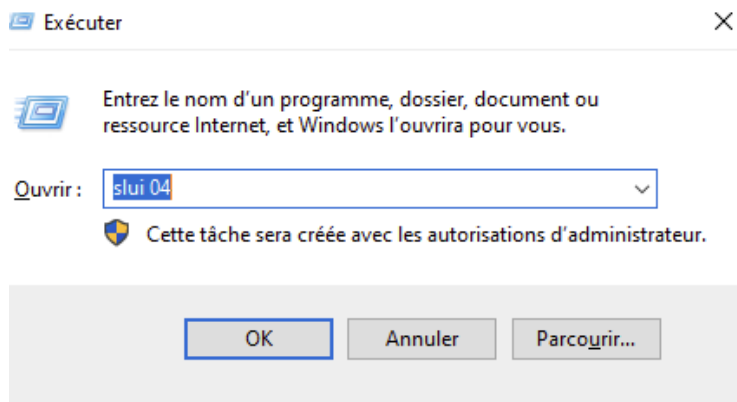 Exécuter
Entrez le nom d'un programme, dossier, document ou
ressource Internet, et Windows l'ouvrira pour vous.
Ouvrir :
slui 04
Cette tâche sera créée avec les autorisations d'administrateur.
OK
Annuler
Parcourir...